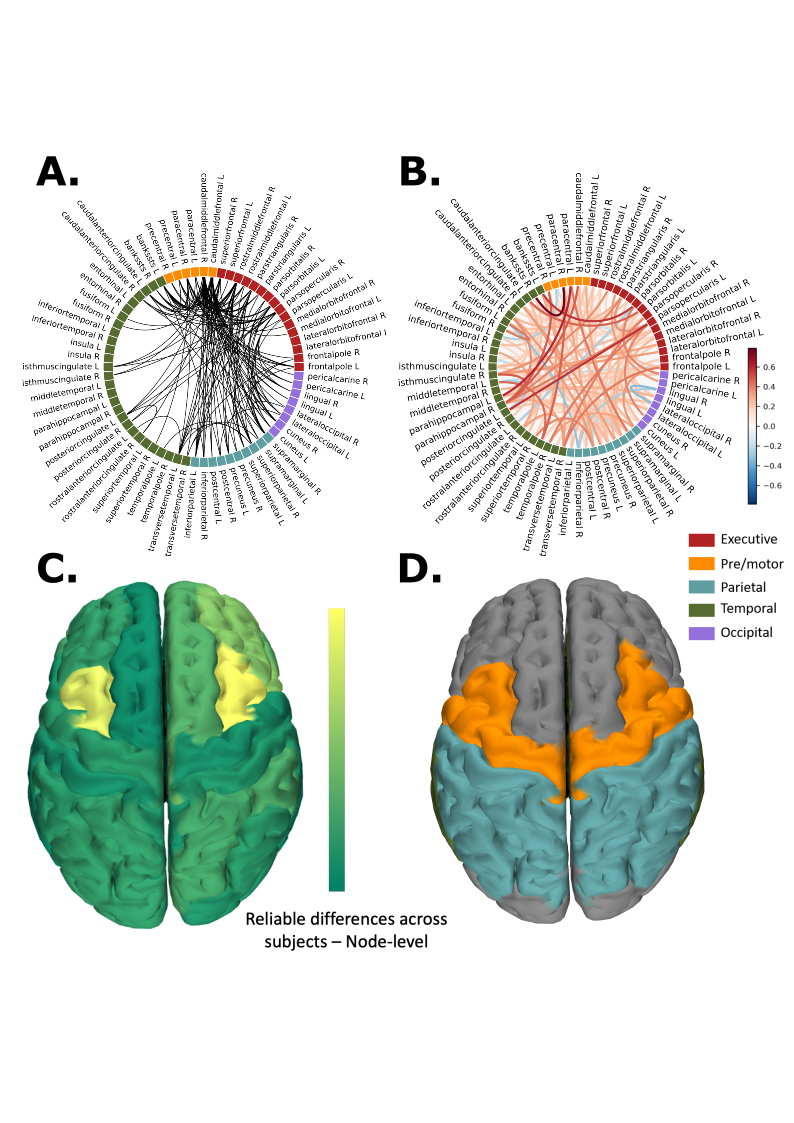 A.
caudalmiddlefrontal R
caudalmiddlefrontal L
superiorfrontal R
superiorfrontal L
rostralmiddlefrontal R
rostralmiddlefrontal L
parstriangularis R
parstriangularis L
parsorbitalis R
parsorbitalis L
parsopercularis R
parsopercularis L
medialorbitofrontal R
medialorbitofrontal L
lateralorbitofrontal R
lateralorbitofrontal L
frontalpole R
frontalpole L
pericalcarine R
pericalcarine L
lingual R
lingual L
lateraloccipital R
lateraloccipital L
cuneus R
cuneus L
supramarginal R
supramarginal L
superiorparietal R
superiorparietal L
precuneus R
precuneus L
postcentral R
postcentral L
inferiorparietal R
inferiorparietal L
transversetemporal R
transversetemporal L
temporalpole R
temporalpole L
superiortemporal R
superiortemporal L
rostralanteriorcingulate R
rostralanteriorcingulate L
posteriorcingulate R
posteriorcingulate L
parahippocampal R
parahippocampal L
middletemporal R
middletemporal L
isthmuscingulate R
isthmuscingulate L
insula R
insula L
inferiortemporal R
inferiortemporal L
fusiform R
fusiform L
entorhinal R
entorhinal L
caudalanteriorcingulate R
caudalanteriorcingulate L
bankssts R
bankssts L
precentral R
precentral L
paracentral R
paracentral L
B.
caudalmiddlefrontal R
caudalmiddlefrontal L
superiorfrontal R
superiorfrontal L
rostralmiddlefrontal R
rostralmiddlefrontal L
parstriangularis R
parstriangularis L
parsorbitalis R
parsorbitalis L
parsopercularis R
parsopercularis L
medialorbitofrontal R
medialorbitofrontal L
lateralorbitofrontal R
lateralorbitofrontal L
frontalpole R
frontalpole L
pericalcarine R
pericalcarine L
lingual R
lingual L
lateraloccipital R
lateraloccipital L
cuneus R
cuneus L
supramarginal R
supramarginal L
superiorparietal R
superiorparietal L
precuneus R
precuneus L
postcentral R
postcentral L
inferiorparietal R
inferiorparietal L
transversetemporal R
transversetemporal L
temporalpole R
temporalpole L
superiortemporal R
superiortemporal L
rostralanteriorcingulate R
rostralanteriorcingulate L
posteriorcingulate R
posteriorcingulate L
parahippocampal R
parahippocampal L
middletemporal R
middletemporal L
isthmuscingulate R
isthmuscingulate L
insula R
insula L
inferiortemporal R
inferiortemporal L
fusiform R
fusiform L
entorhinal R
entorhinal L
caudalanteriorcingulate R
caudalanteriorcingulate L
bankssts R
bankssts L
precentral R
precentral L
paracentral R
paracentral L
0.6
0.4
0.2
0.0
−0.2
−0.4
−0.6
Executive
Pre/motor
Parietal
Temporal
Occipital
C.
D.
Reliable differences across
subjects – Node-level